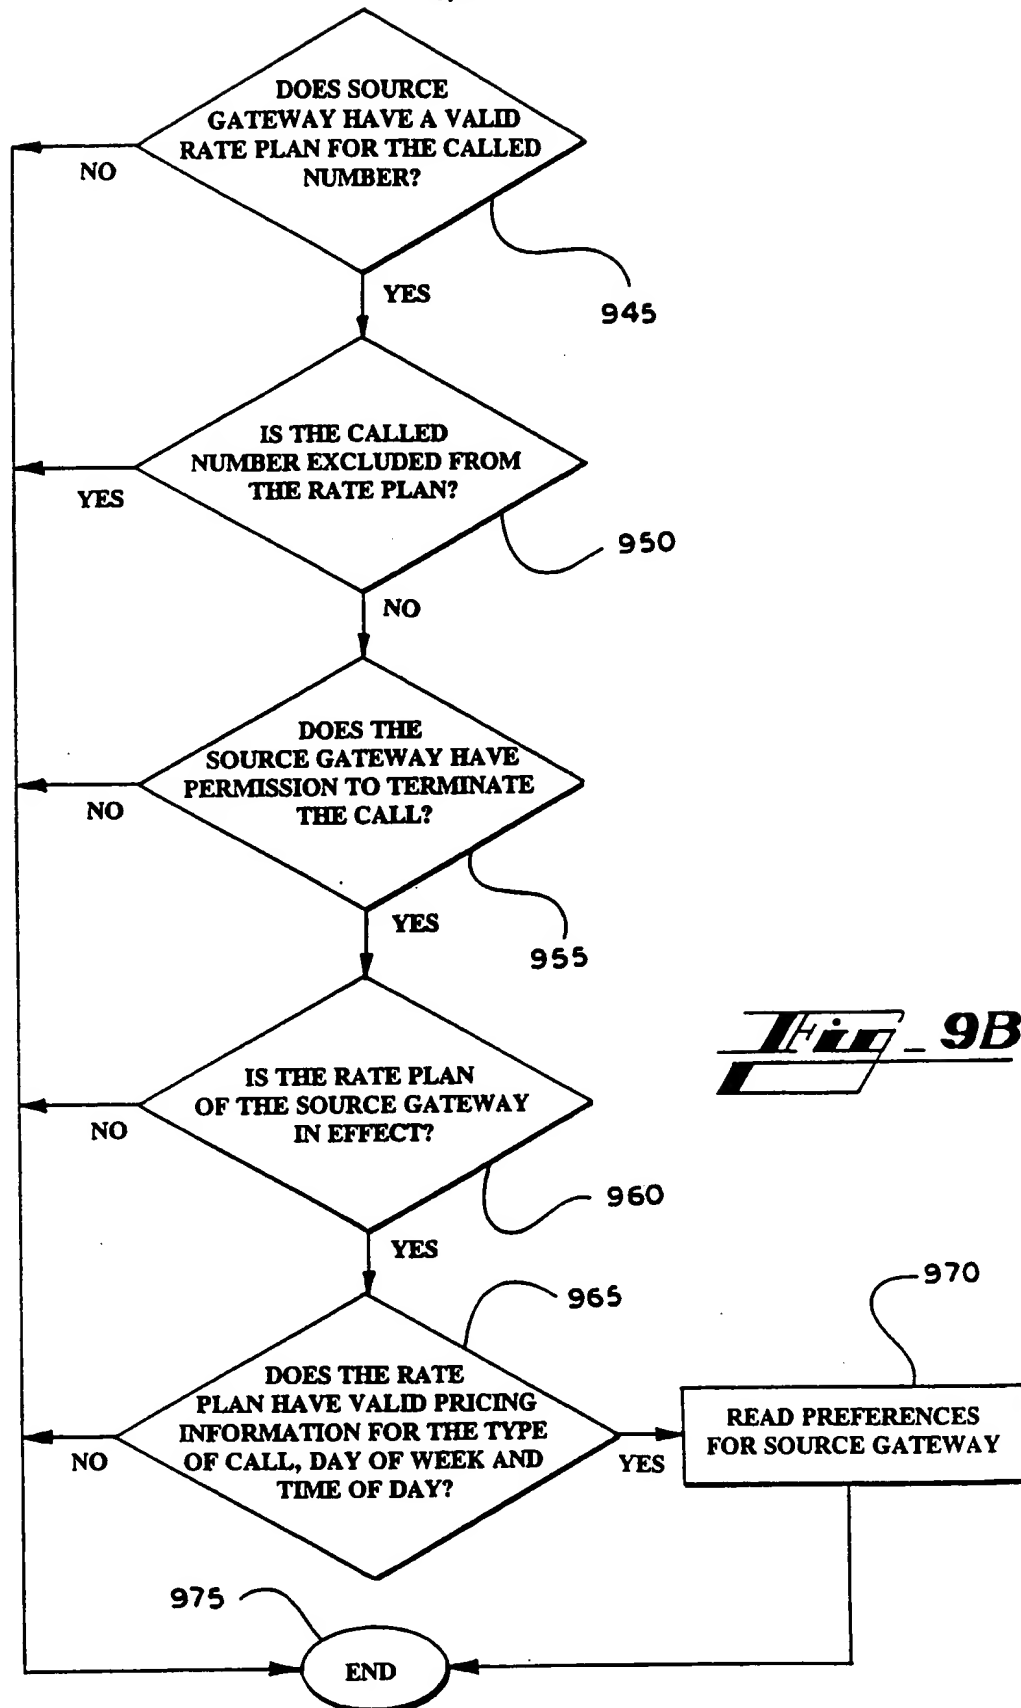 DOES SOURCE
GATEWAY HAVE A VALID
RATE PLAN FOR THE CALLED
NUMBER?
NO
YES
945
IS THE CALLED
NUMBER EXCLUDED FROM
THE RATE PLAN?
YES
950
NO
DOES THE
SOURCE GATEWAY HAVE
PERMISSION TO TERMINATE
THE CALL?
NO
YES
955
Fig_9B
IS THE RATE PLAN
OF THE SOURCE GATEWAY
IN EFFECT?
NO
960
YES
965
970
DOES THE RATE
PLAN HAVE VALID PRICING
INFORMATION FOR THE TYPE
OF CALL, DAY OF WEEK AND
TIME OF DAY?
NO
YES
READ PREFERENCES
FOR SOURCE GATEWAY
975
END